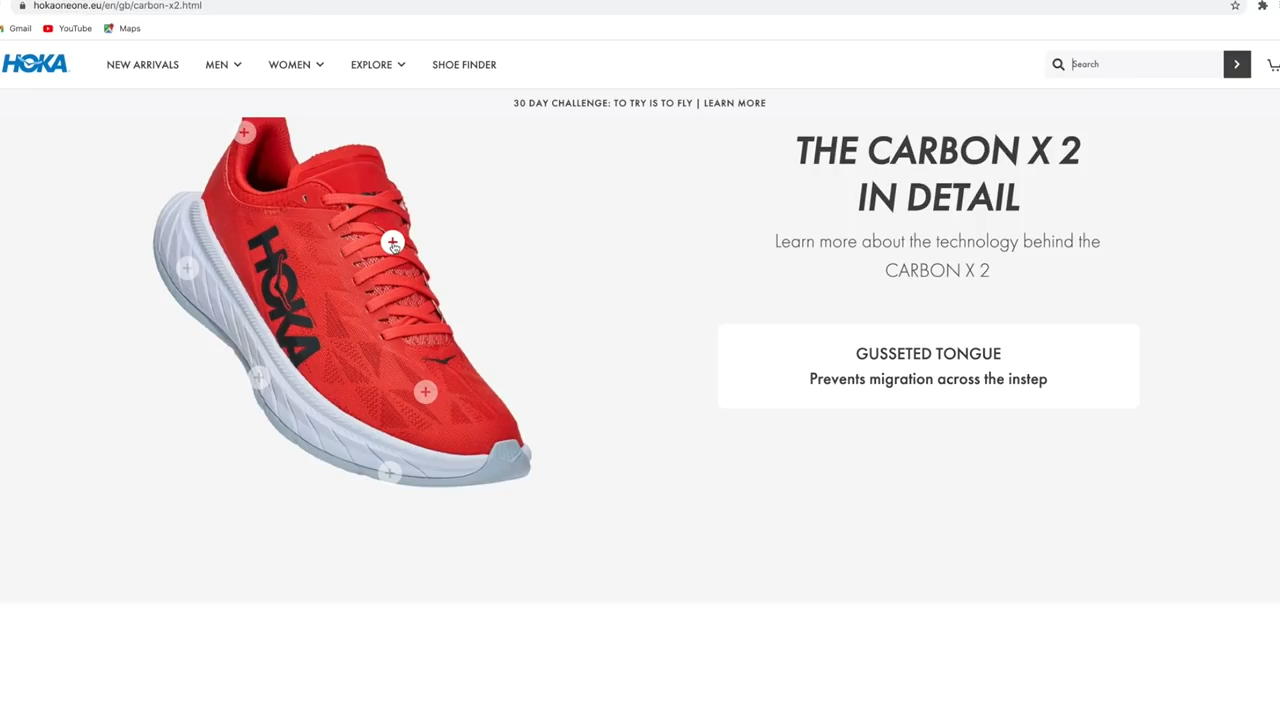 hokaoneone.eu/en/gb/carbon-x2.html
Gmail YouTube Maps
HOKA NEW ARRIVALS MEN WOMEN EXPLORE SHOE FINDER Search
30 DAY CHALLENGE: TO TRY IS TO FLY | LEARN MORE
THE CARBON X 2
IN DETAIL
Learn more about the technology behind the
CARBON X 2
GUSSETED TONGUE
Prevents migration across the instep
HOKA